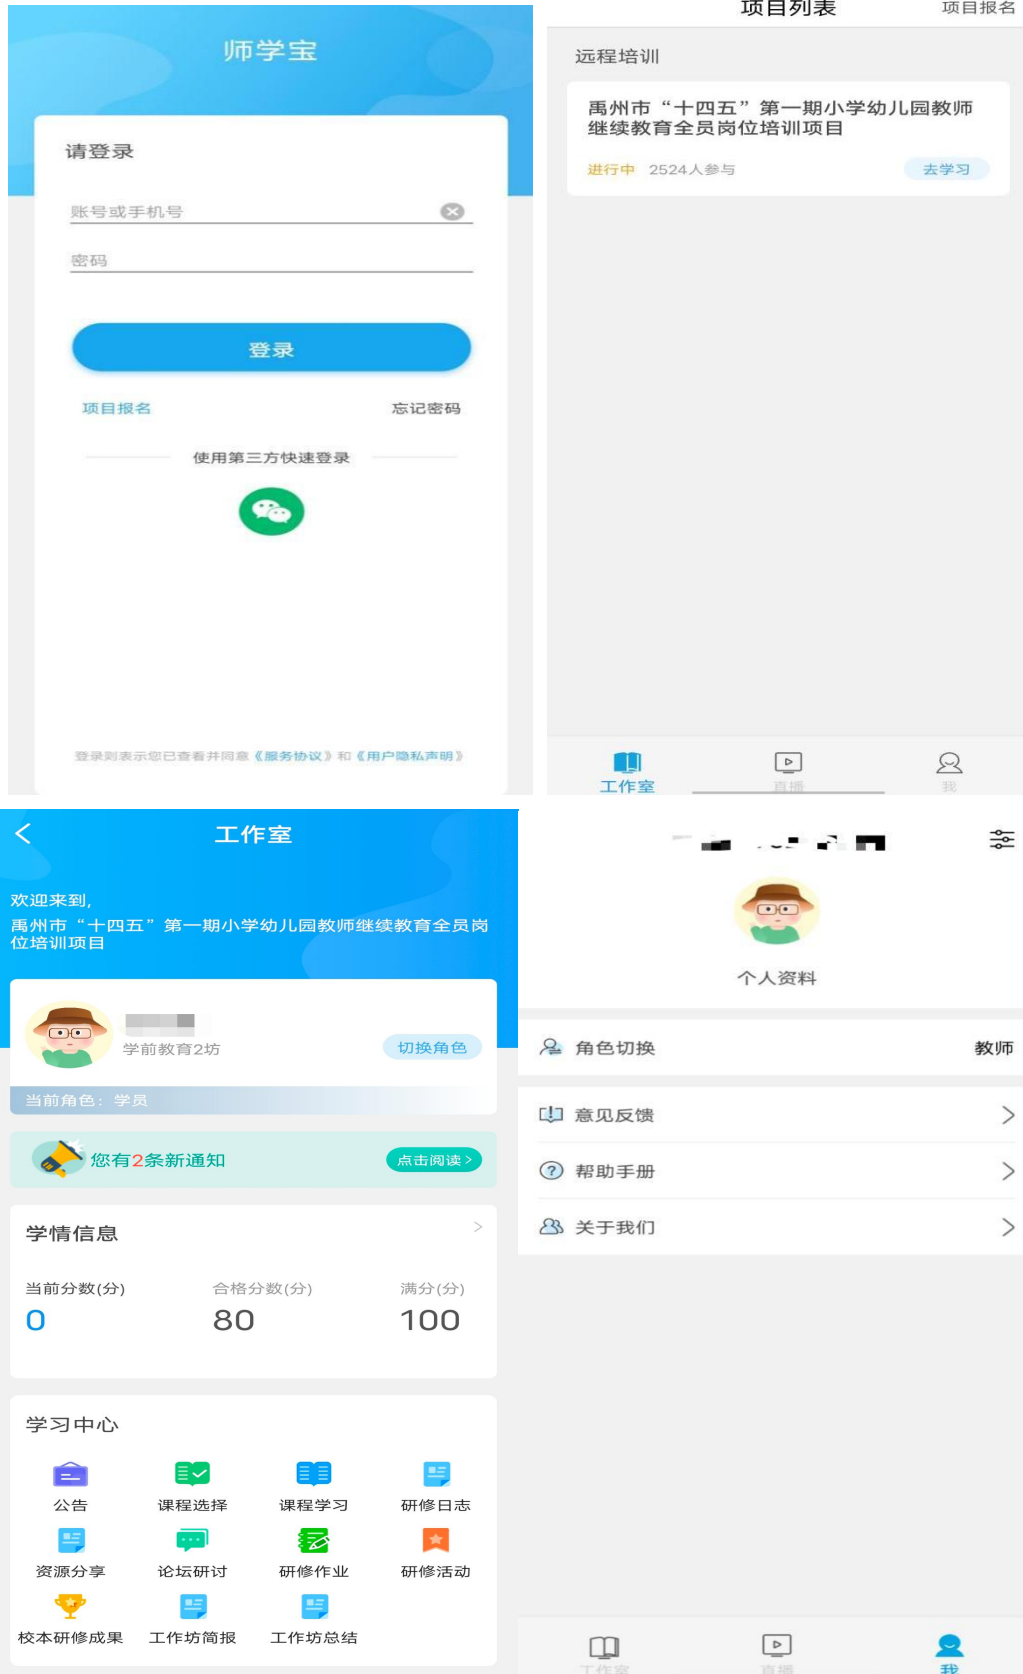 师学宝
请登录
账号或手机号
密码
登录
项目报名
忘记密码
使用第三方快速登录
登录则表示您已查看并同意《服务协议》和《用户隐私声明》
项目列表
项目报名
远程培训
禹州市“十四五”第一期小学幼儿园教师
继续教育全员岗位培训项目
进行中 2524人参与
去学习
工作室
直播
我
工作室
欢迎来到,
禹州市“十四五”第一期小学幼儿园教师继续教育全员岗
位培训项目
学前教育2坊
切换角色
当前角色：学员
您有2条新通知
点击阅读>
学情信息
当前分数(分)
合格分数(分)
满分(分)
0
80
100
学习中心
公告
课程选择
课程学习
研修日志
资源分享
论坛研讨
研修作业
研修活动
校本研修成果
工作坊简报
工作坊总结
个人资料
角色切换
教师
意见反馈
帮助手册
关于我们
工作室
直播
我